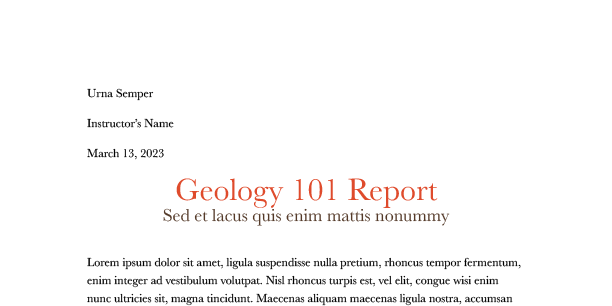 Urna Semper
Instructor’s Name
March 13, 2023
Geology 101 Report
Sed et lacus quis enim mattis nonummy
Lorem ipsum dolor sit amet, ligula suspendisse nulla pretium, rhoncus tempor fermentum,
enim integer ad vestibulum volutpat. Nisl rhoncus turpis est, vel elit, congue wisi enim
nunc ultricies sit, magna tincidunt. Maecenas aliquam maecenas ligula nostra, accumsan